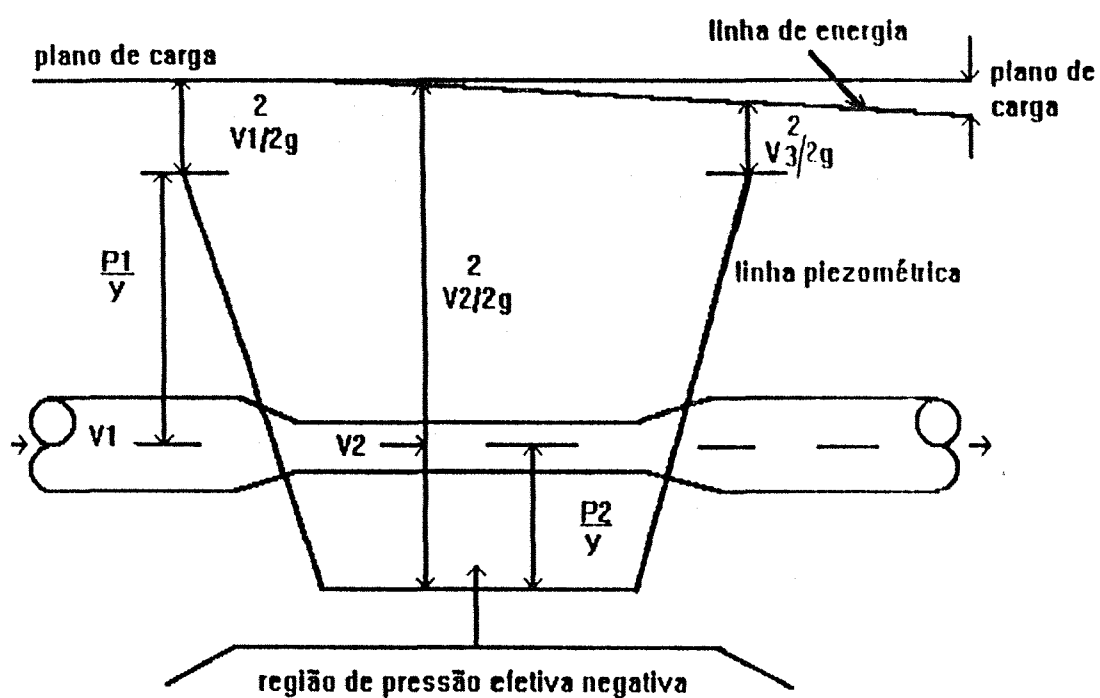 linha de energia
plano de carga
plano de
carga
2
V1/2g
2
V3/2g
P1
y
2
V2/2g
linha piezométrica
V1
V2
P2
y
região de pressão efetiva negativa